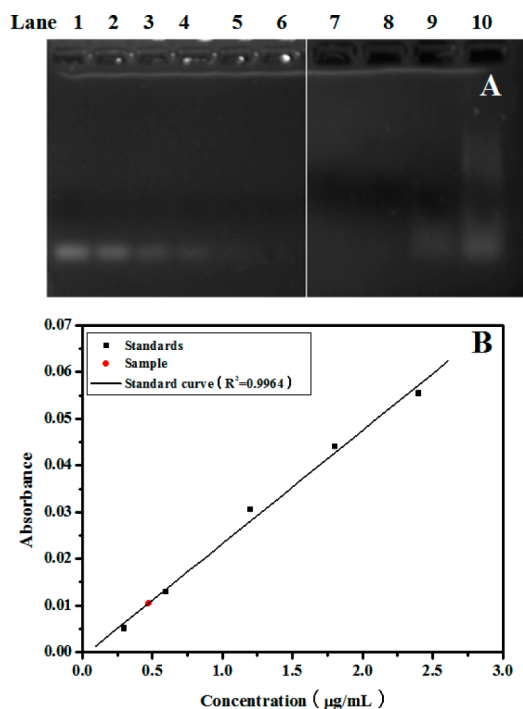 Lane 1 2 3 4 5 6 7 8 9 10
A
0.07
0.06
0.05
0.04
0.03
0.02
0.01
0.00
Absorbance
B
Standards
Sample
Standard curve ( R²=0.9964 )
0.0 0.5 1.0 1.5 2.0 2.5 3.0
Concentration ( μg/mL )